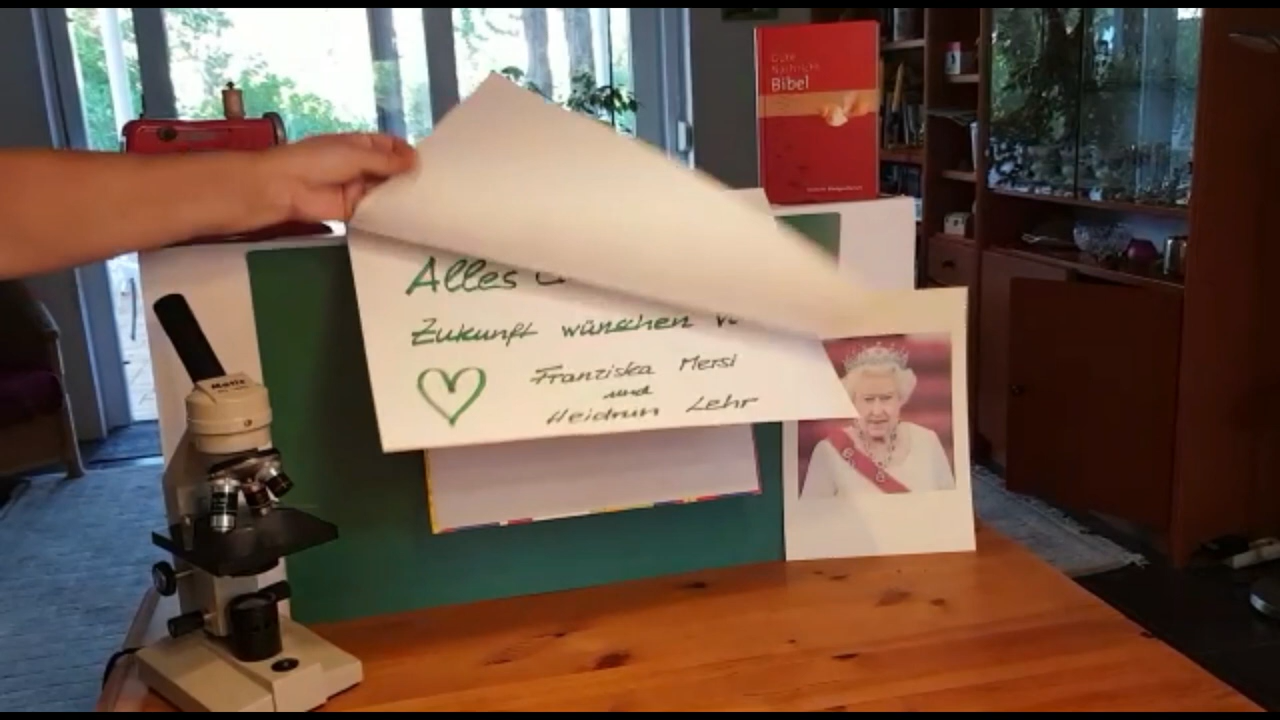 Gute
Nachricht
Bibel
Alles
Zukunft wünschen
Franziska Mersi
und
Heidrun Lehr